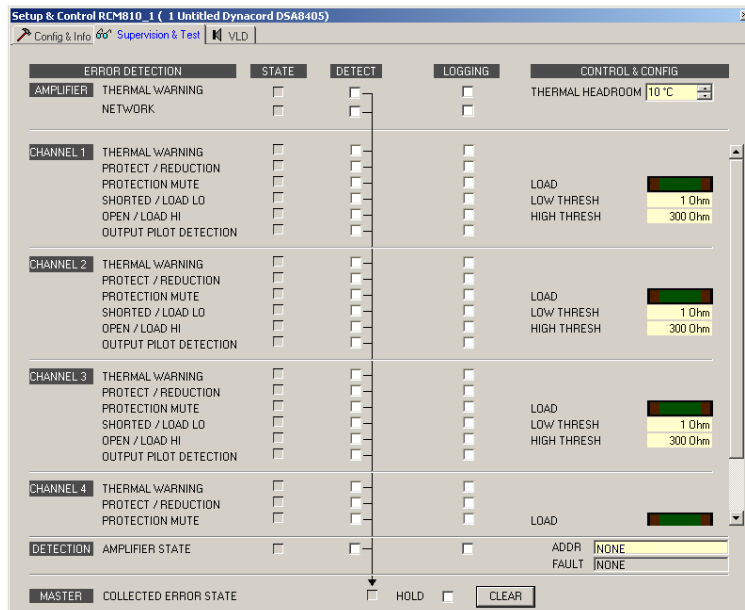 Setup & Control RCM810_1 ( 1 Untitled Dynacord DSA8405)
Config & Info Supervision & Test VLD
ERROR DETECTION STATE DETECT LOGGING CONTROL & CONFIG
AMPLIFIER THERMAL WARNING THERMAL HEADROOM 10 °C
NETWORK
CHANNEL 1 THERMAL WARNING
PROTECT / REDUCTION
PROTECTION MUTE LOAD
SHORTED / LOAD LO LOW THRESH 1 Ohm
OPEN / LOAD HI HIGH THRESH 300 Ohm
OUTPUT PILOT DETECTION
CHANNEL 2 THERMAL WARNING
PROTECT / REDUCTION
PROTECTION MUTE LOAD
SHORTED / LOAD LO LOW THRESH 1 Ohm
OPEN / LOAD HI HIGH THRESH 300 Ohm
OUTPUT PILOT DETECTION
CHANNEL 3 THERMAL WARNING
PROTECT / REDUCTION
PROTECTION MUTE LOAD
SHORTED / LOAD LO LOW THRESH 1 Ohm
OPEN / LOAD HI HIGH THRESH 300 Ohm
OUTPUT PILOT DETECTION
CHANNEL 4 THERMAL WARNING
PROTECT / REDUCTION
PROTECTION MUTE LOAD
DETECTION AMPLIFIER STATE ADDR NONE
FAULT NONE
MASTER COLLECTED ERROR STATE HOLD CLEAR